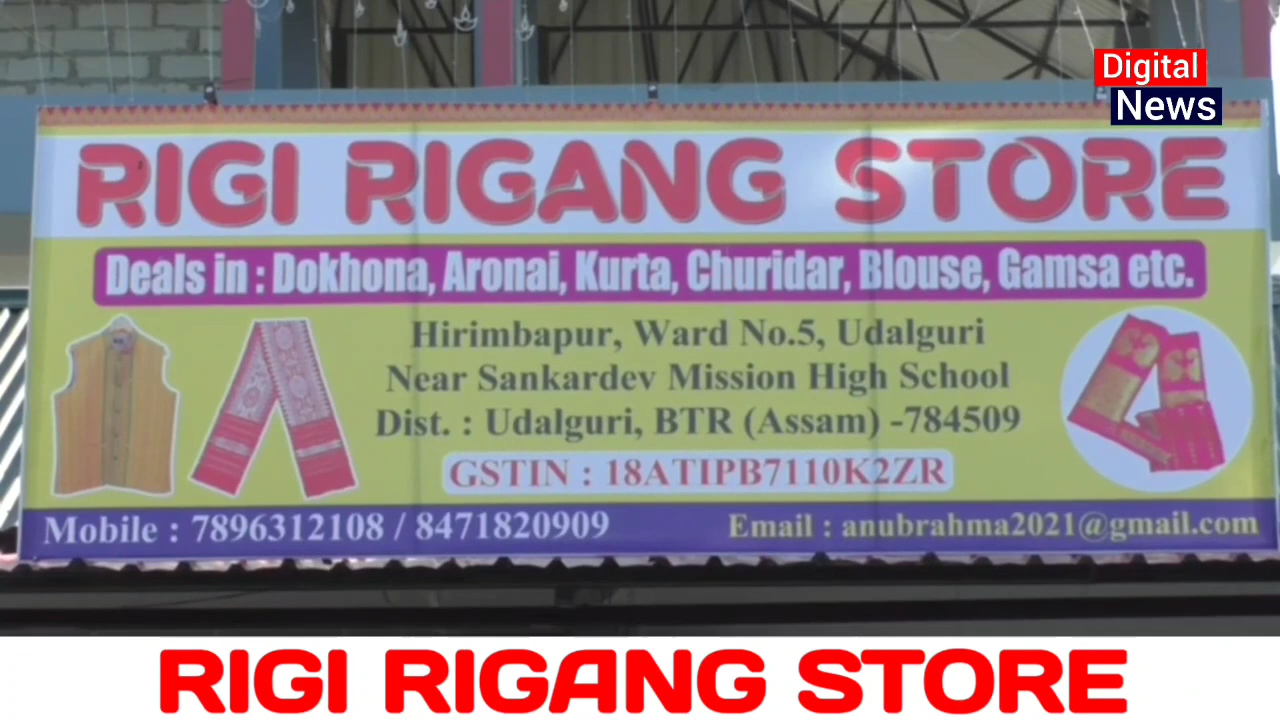 Digital
News
RIGI RIGANG STORE
Deals in : Dokhona, Aronai, Kurta, Churidar, Blouse, Gamsa etc.
Hirimbapur, Ward No.5, Udalguri
Near Sankardev Mission High School
Dist. : Udalguri, BTR (Assam) -784509
GSTIN : 18ATIPB7110K2ZR
Mobile : 7896312108 / 8471820909
Email : anubrahma2021@gmail.com
RIGI RIGANG STORE